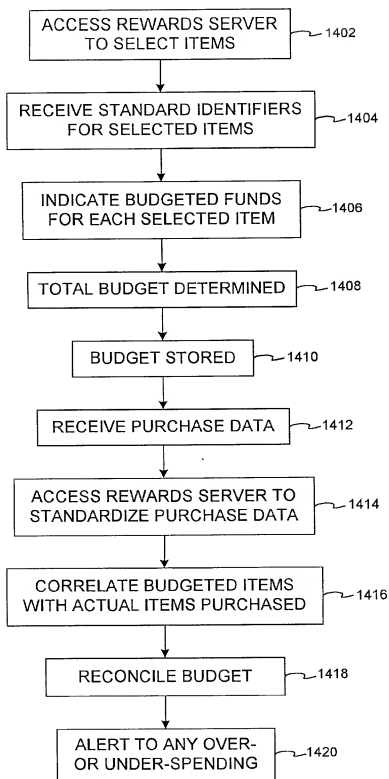 ACCESS REWARDS SERVER
TO SELECT ITEMS
1402
RECEIVE STANDARD IDENTIFIERS
FOR SELECTED ITEMS
1404
INDICATE BUDGETED FUNDS
FOR EACH SELECTED ITEM
1406
TOTAL BUDGET DETERMINED
1408
BUDGET STORED
1410
RECEIVE PURCHASE DATA
1412
ACCESS REWARDS SERVER TO
STANDARDIZE PURCHASE DATA
1414
CORRELATE BUDGETED ITEMS
WITH ACTUAL ITEMS PURCHASED
1416
RECONCILE BUDGET
1418
ALERT TO ANY OVER-
OR UNDER-SPENDING
1420